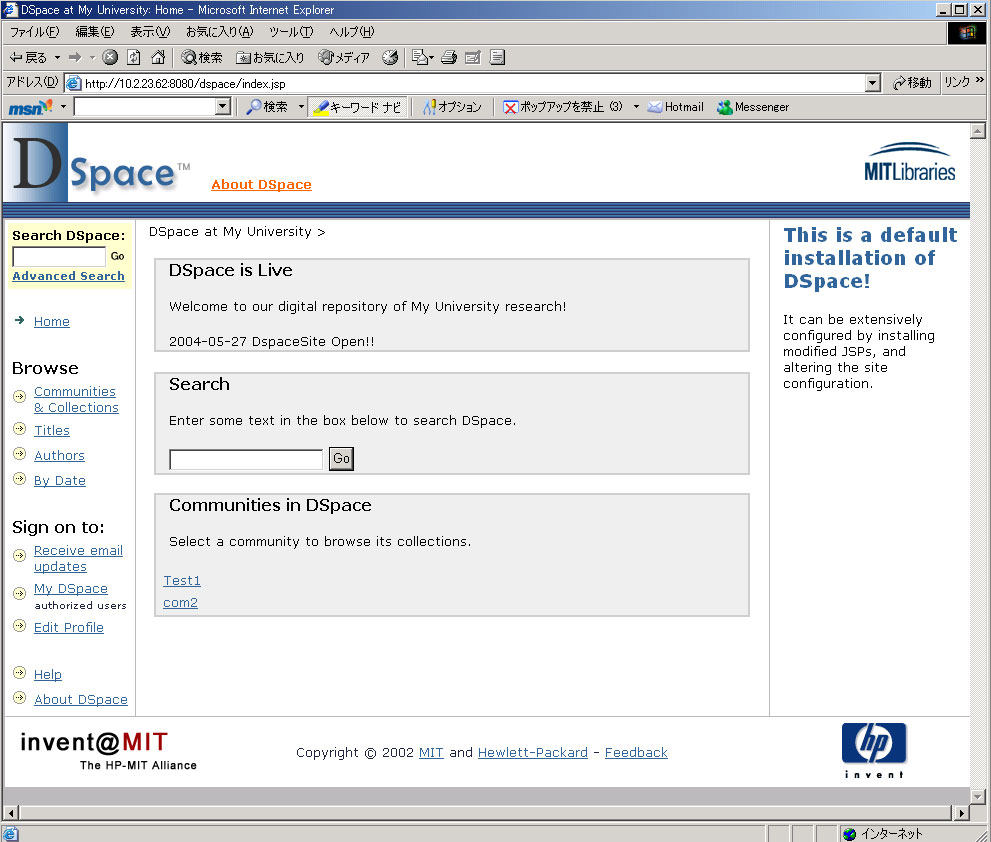 DSpace at My University: Home - Microsoft Internet Explorer
ファイル(F) 編集(E) 表示(V) お気に入り(A) ツール(T) ヘルプ(H)
戻る 検索 お気に入り メディア
アドレス(D) http://10.2.23.62:8080/dspace/index.jsp 移動 リンク »
msn 検索 キーワード ナビ オプション ポップアップを禁止 (3) Hotmail Messenger
DSpace™
About DSpace
MITLibraries
Search DSpace:
Go
Advanced Search
Home
Browse
Communities
& Collections
Titles
Authors
By Date
Sign on to:
Receive email
updates
My DSpace
authorized users
Edit Profile
Help
About DSpace
DSpace at My University >
DSpace is Live
Welcome to our digital repository of My University research!
2004-05-27 DspaceSite Open!!
Search
Enter some text in the box below to search DSpace.
Go
Communities in DSpace
Select a community to browse its collections.
Test1
com2
This is a default
installation of
DSpace!
It can be extensively
configured by installing
modified JSPs, and
altering the site
configuration.
invent@MIT
The HP-MIT Alliance
Copyright © 2002 MIT and Hewlett-Packard - Feedback
hp
invent
インターネット